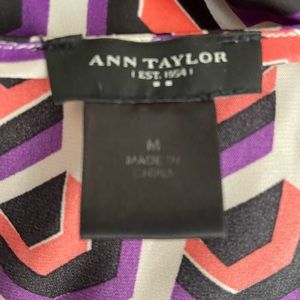 ANN TAYLOR
EST. 1954
M
MADE IN
CHINA